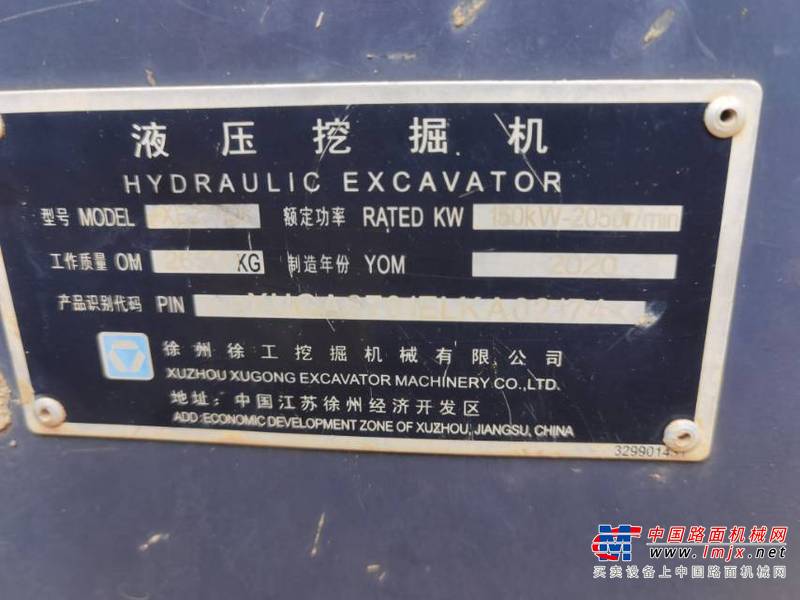 液压挖掘机
HYDRAULIC EXCAVATOR
型号 MODEL 额定功率 RATED KW 150kW-2050r/min
工作质量 OM KG 制造年份 YOM 2020
产品识别代码 PIN
徐州徐工挖掘机械有限公司
XUZHOU XUGONG EXCAVATOR MACHINERY CO.,LTD.
地址:中国江苏徐州经济开发区
ADD:ECONOMIC DEVELOPMENT ZONE OF XUZHOU, JIANGSU, CHINA
中国路面机械网
www.lmjx.net
买卖设备上中国路面机械网